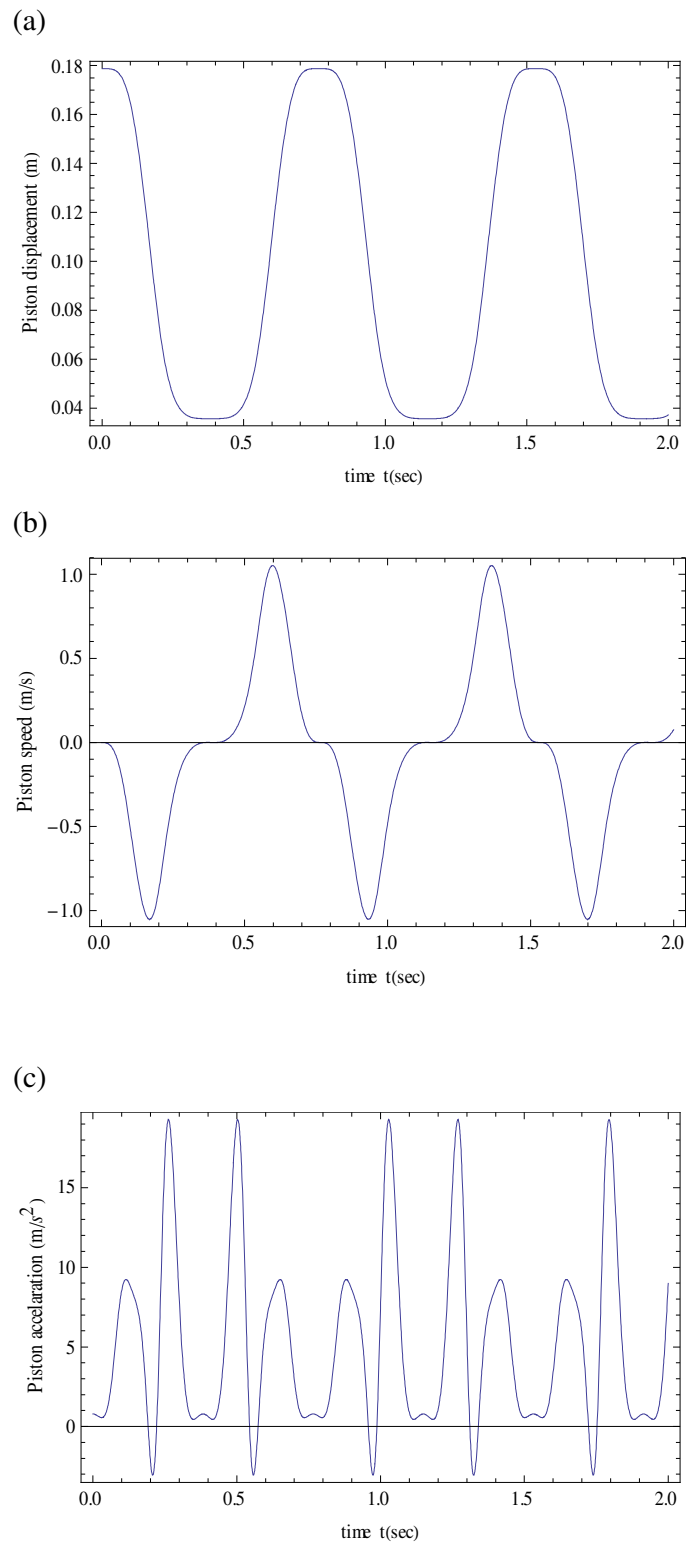 (a)
0.18
0.16
0.14
0.12
0.10
0.08
0.06
0.04
Piston displacement (m)
0.0 0.5 1.0 1.5 2.0
time t(sec)
(b)
1.0
0.5
0.0
−0.5
−1.0
Piston speed (m/s)
0.0 0.5 1.0 1.5 2.0
time t(sec)
(c)
15
10
5
0
Piston accelaration (m/s²)
0.0 0.5 1.0 1.5 2.0
time t(sec)